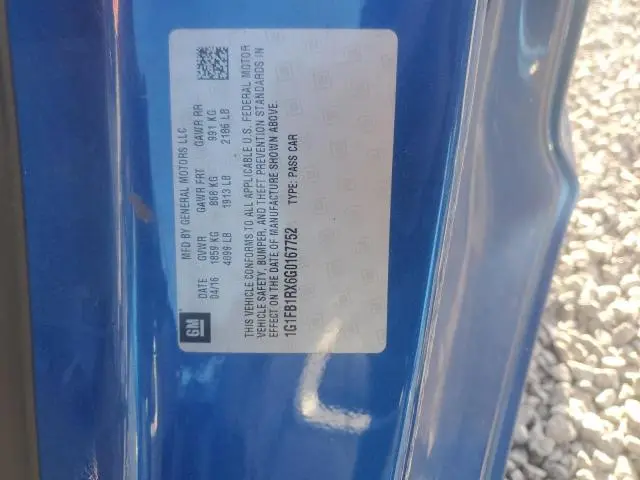 GM
MFD BY GENERAL MOTORS LLC
DATE GVWR GAWR FRT GAWR RR
04/16 1859 KG 868 KG 991 KG
4099 LB 1913 LB 2186 LB
THIS VEHICLE CONFORMS TO ALL APPLICABLE U.S. FEDERAL MOTOR
VEHICLE SAFETY, BUMPER, AND THEFT PREVENTION STANDARDS IN
EFFECT ON THE DATE OF MANUFACTURE SHOWN ABOVE.
1G1FB1RX6G0167752 TYPE: PASS CAR